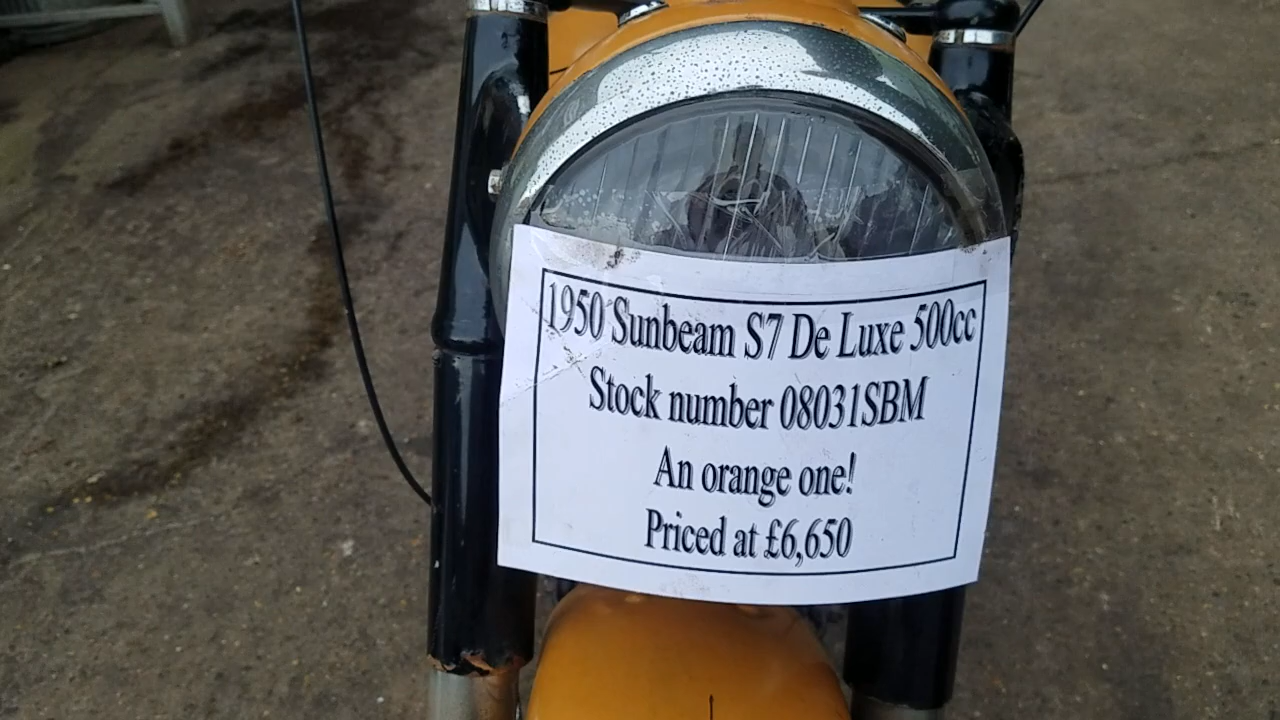 1950 Sunbeam S7 De Luxe 500cc
Stock number 08031SBM
An orange one!
Priced at £6,650